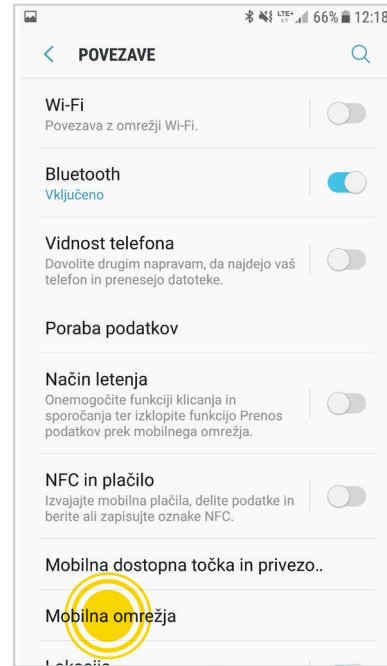 LTE+ 66% 12:18
POVEZAVE
Wi-Fi
Povezava z omrežji Wi-Fi.
Bluetooth
Vključeno
Vidnost telefona
Dovolite drugim napravam, da najdejo vaš
telefon in prenesejo datoteke.
Poraba podatkov
Način letenja
Onemogočite funkciji klicanja in
sporočanja ter izklopite funkcijo Prenos
podatkov prek mobilnega omrežja.
NFC in plačilo
Izvajajte mobilna plačila, delite podatke in
berite ali zapisujte oznake NFC.
Mobilna dostopna točka in privezo..
Mobilna omrežja
Lokacija